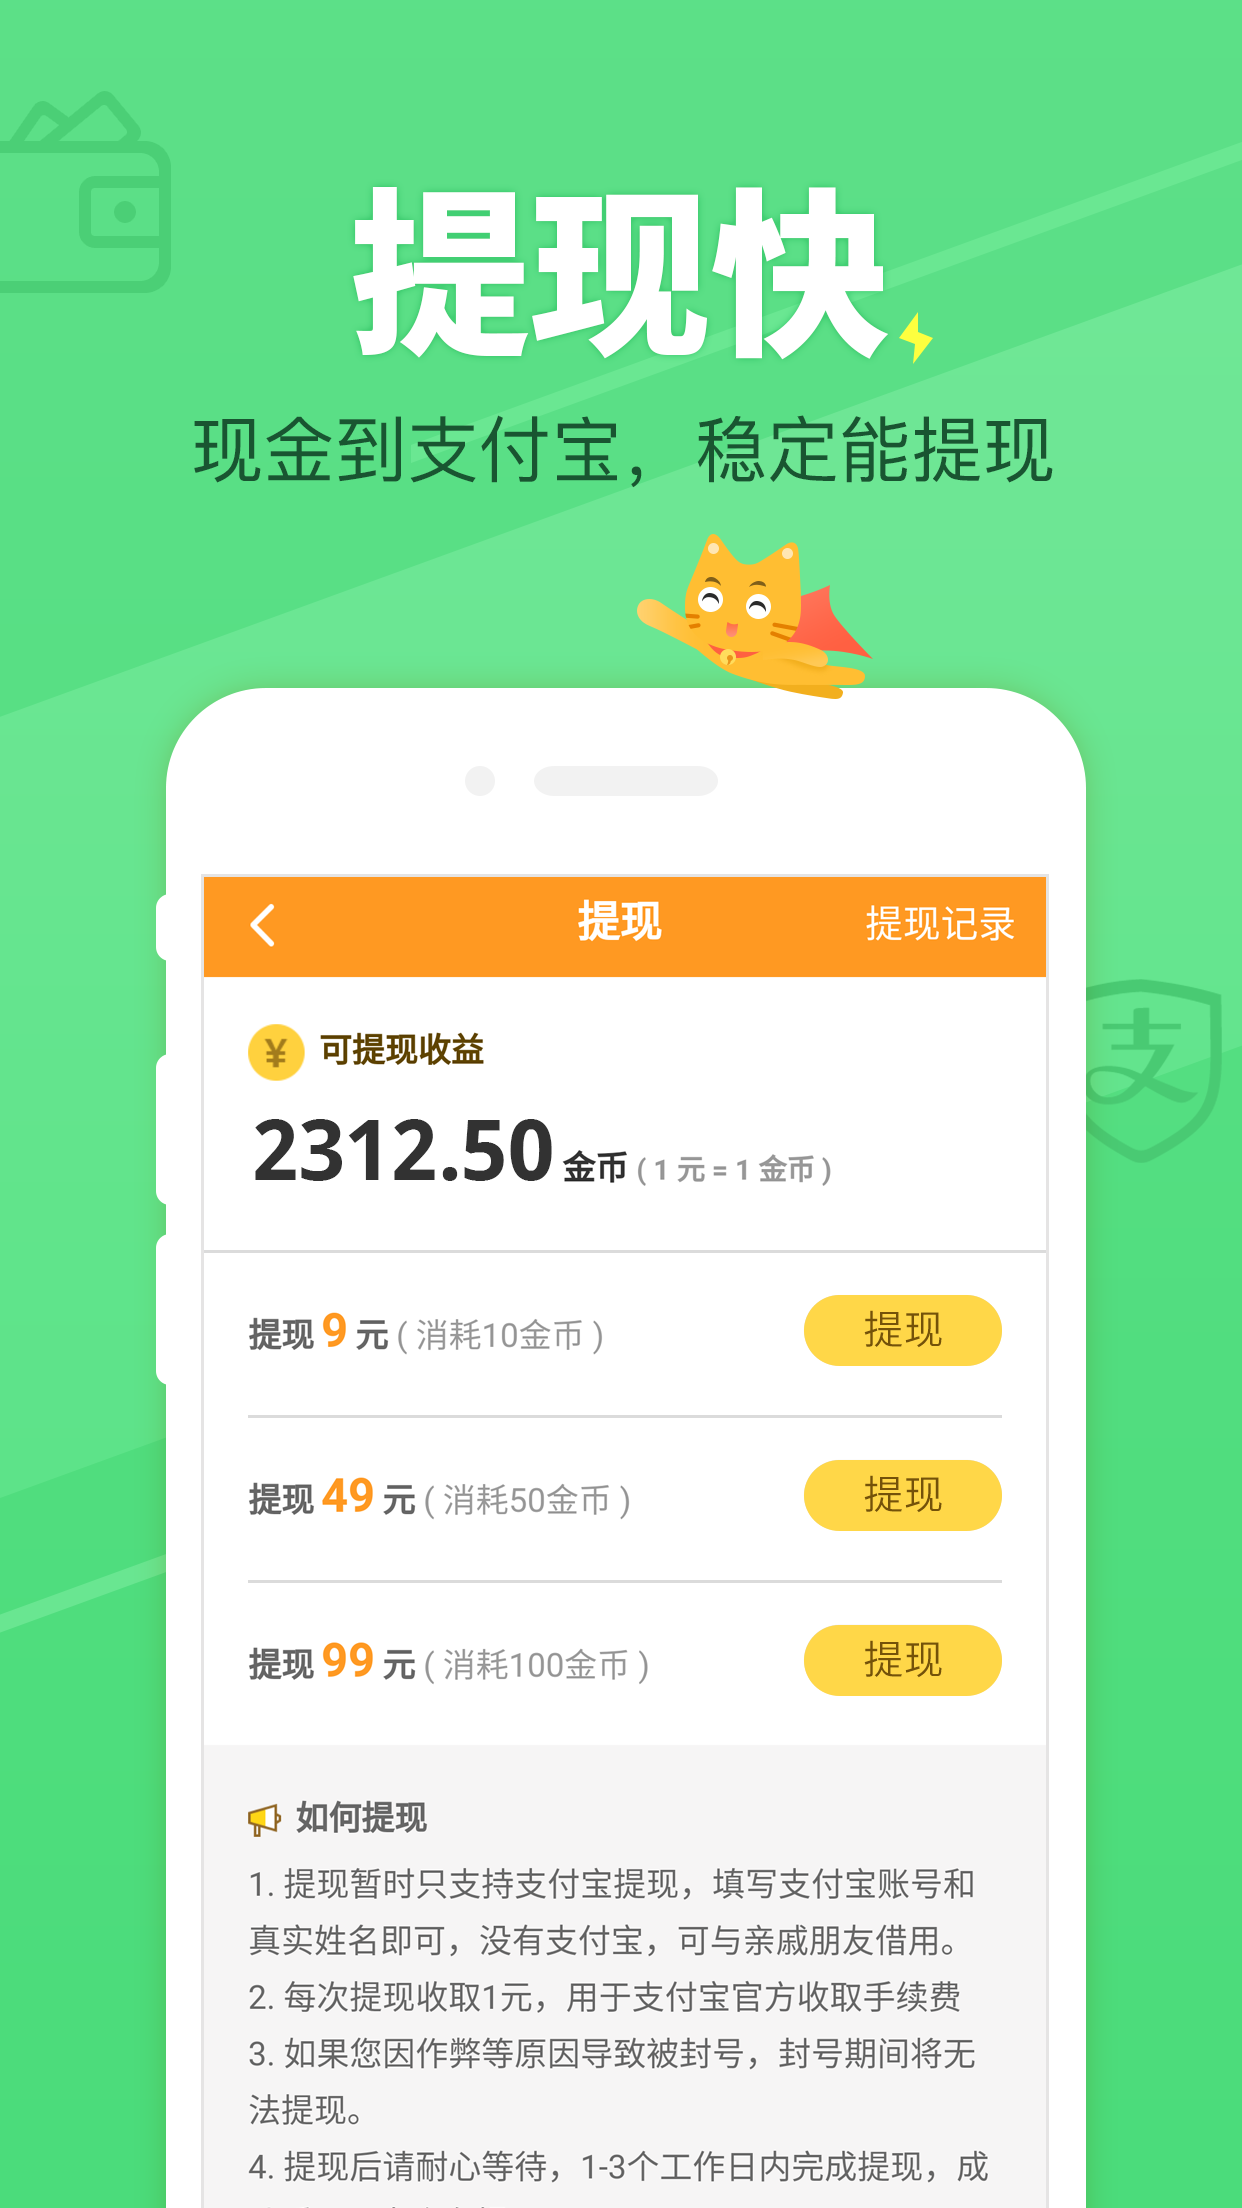 提现快
现金到支付宝，稳定能提现
提现 提现记录
¥ 可提现收益
2312.50 金币 ( 1 元 = 1 金币 )
提现 9 元 ( 消耗10金币 ) 提现
提现 49 元 ( 消耗50金币 ) 提现
提现 99 元 ( 消耗100金币 ) 提现
支
如何提现
1. 提现暂时只支持支付宝提现，填写支付宝账号和
真实姓名即可，没有支付宝，可与亲戚朋友借用。
2. 每次提现收取1元，用于支付宝官方收取手续费
3. 如果您因作弊等原因导致被封号，封号期间将无
法提现。
4. 提现后请耐心等待，1-3个工作日内完成提现，成